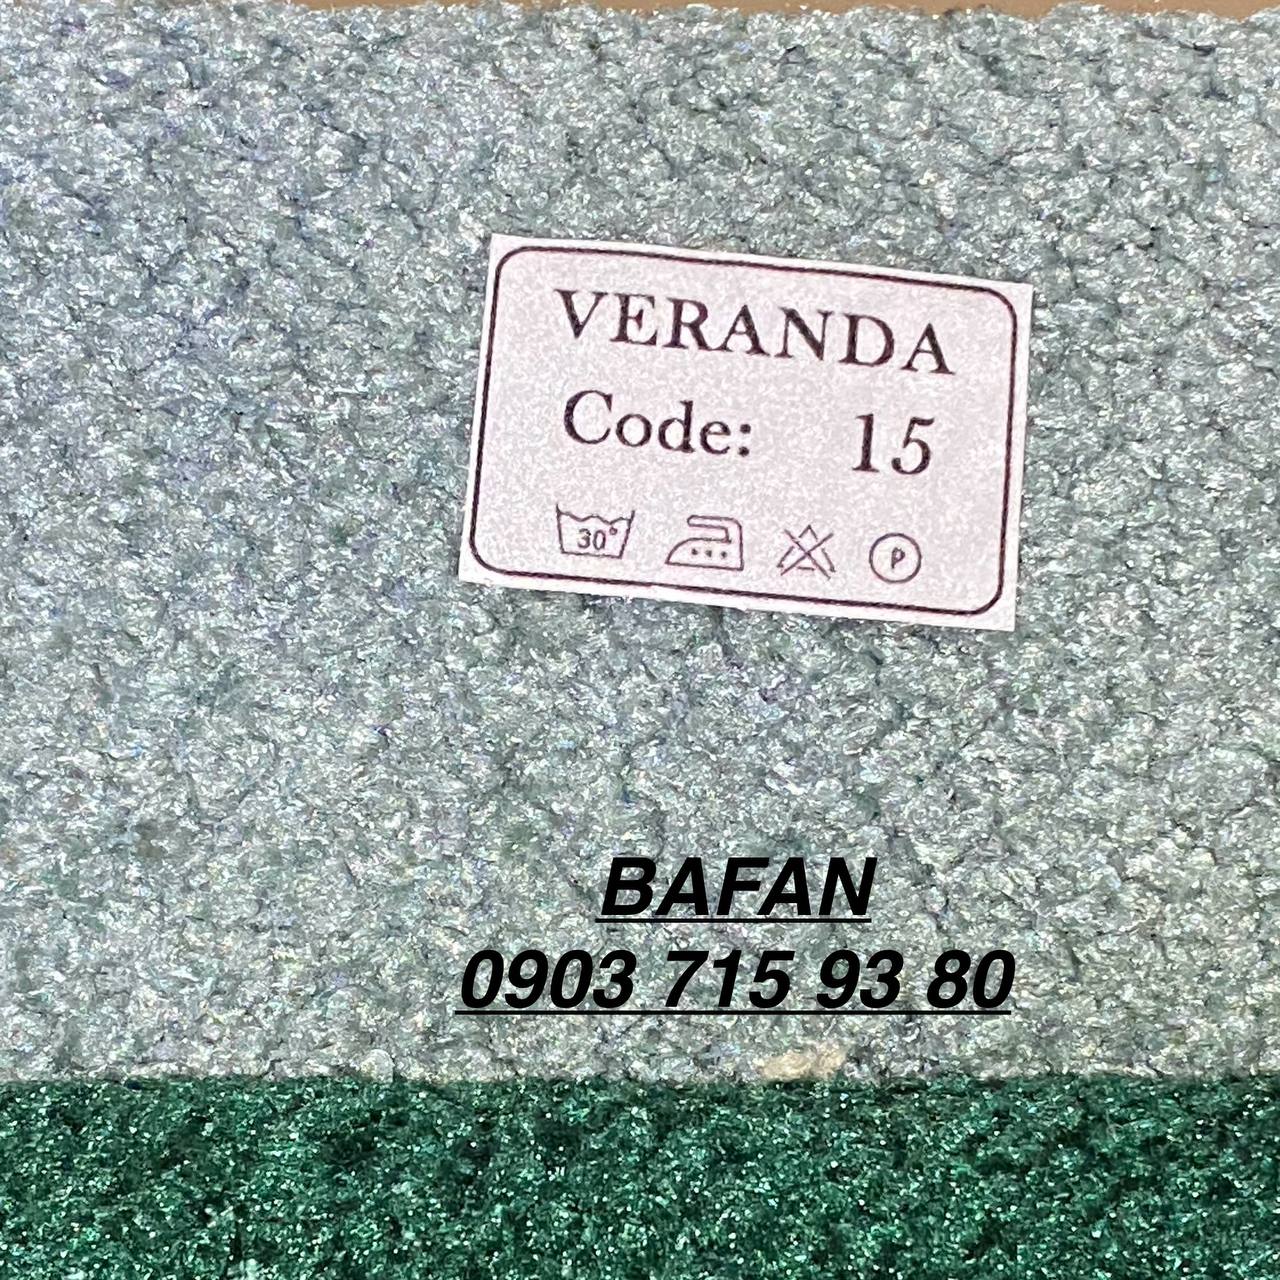 VERANDA
Code: 15
30°
P
BAFAN
0903 715 93 80